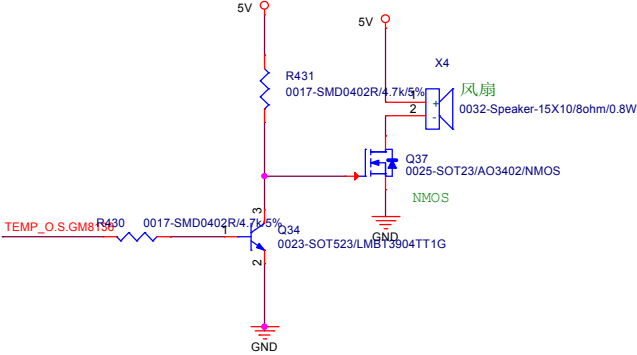 5V
5V
X4
R431
0017-SMD0402R/4.7k/5%
风扇
1
+
0032-Speaker-15X10/8ohm/0.8W
2
-
Q37
0025-SOT23/AO3402/NMOS
NMOS
3
TEMP_O.S.GM8136
R430
0017-SMD0402R/4.7k/5%
1
Q34
GND
0023-SOT523/LMBT3904TT1G
2
GND